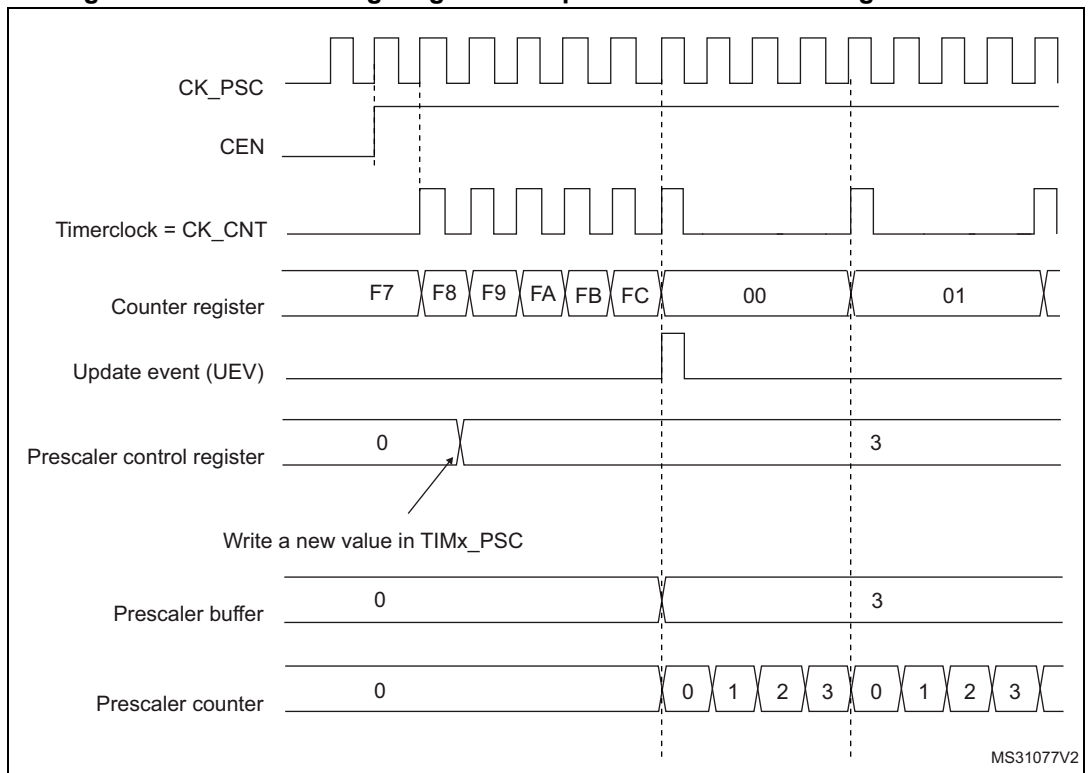 CK_PSC
CEN
Timerclock = CK_CNT
Counter register F7 F8 F9 FA FB FC 00 01
Update event (UEV)
Prescaler control register 0 3
Write a new value in TIMx_PSC
Prescaler buffer 0 3
Prescaler counter 0 0 1 2 3 0 1 2 3
MS31077V2